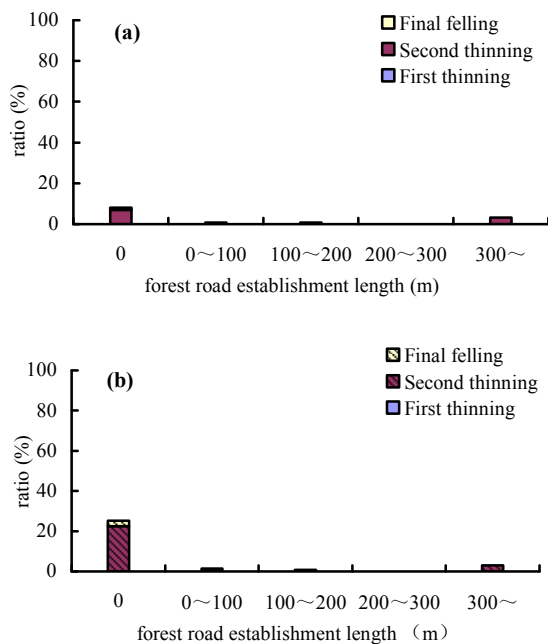 (a)
Final felling
Second thinning
First thinning
ratio (%)
100
80
60
40
20
0
0 0～100 100～200 200～300 300～
forest road establishment length (m)
(b)
Final felling
Second thinning
First thinning
ratio (%)
100
80
60
40
20
0
0 0～100 100～200 200～300 300～
forest road establishment length （m）